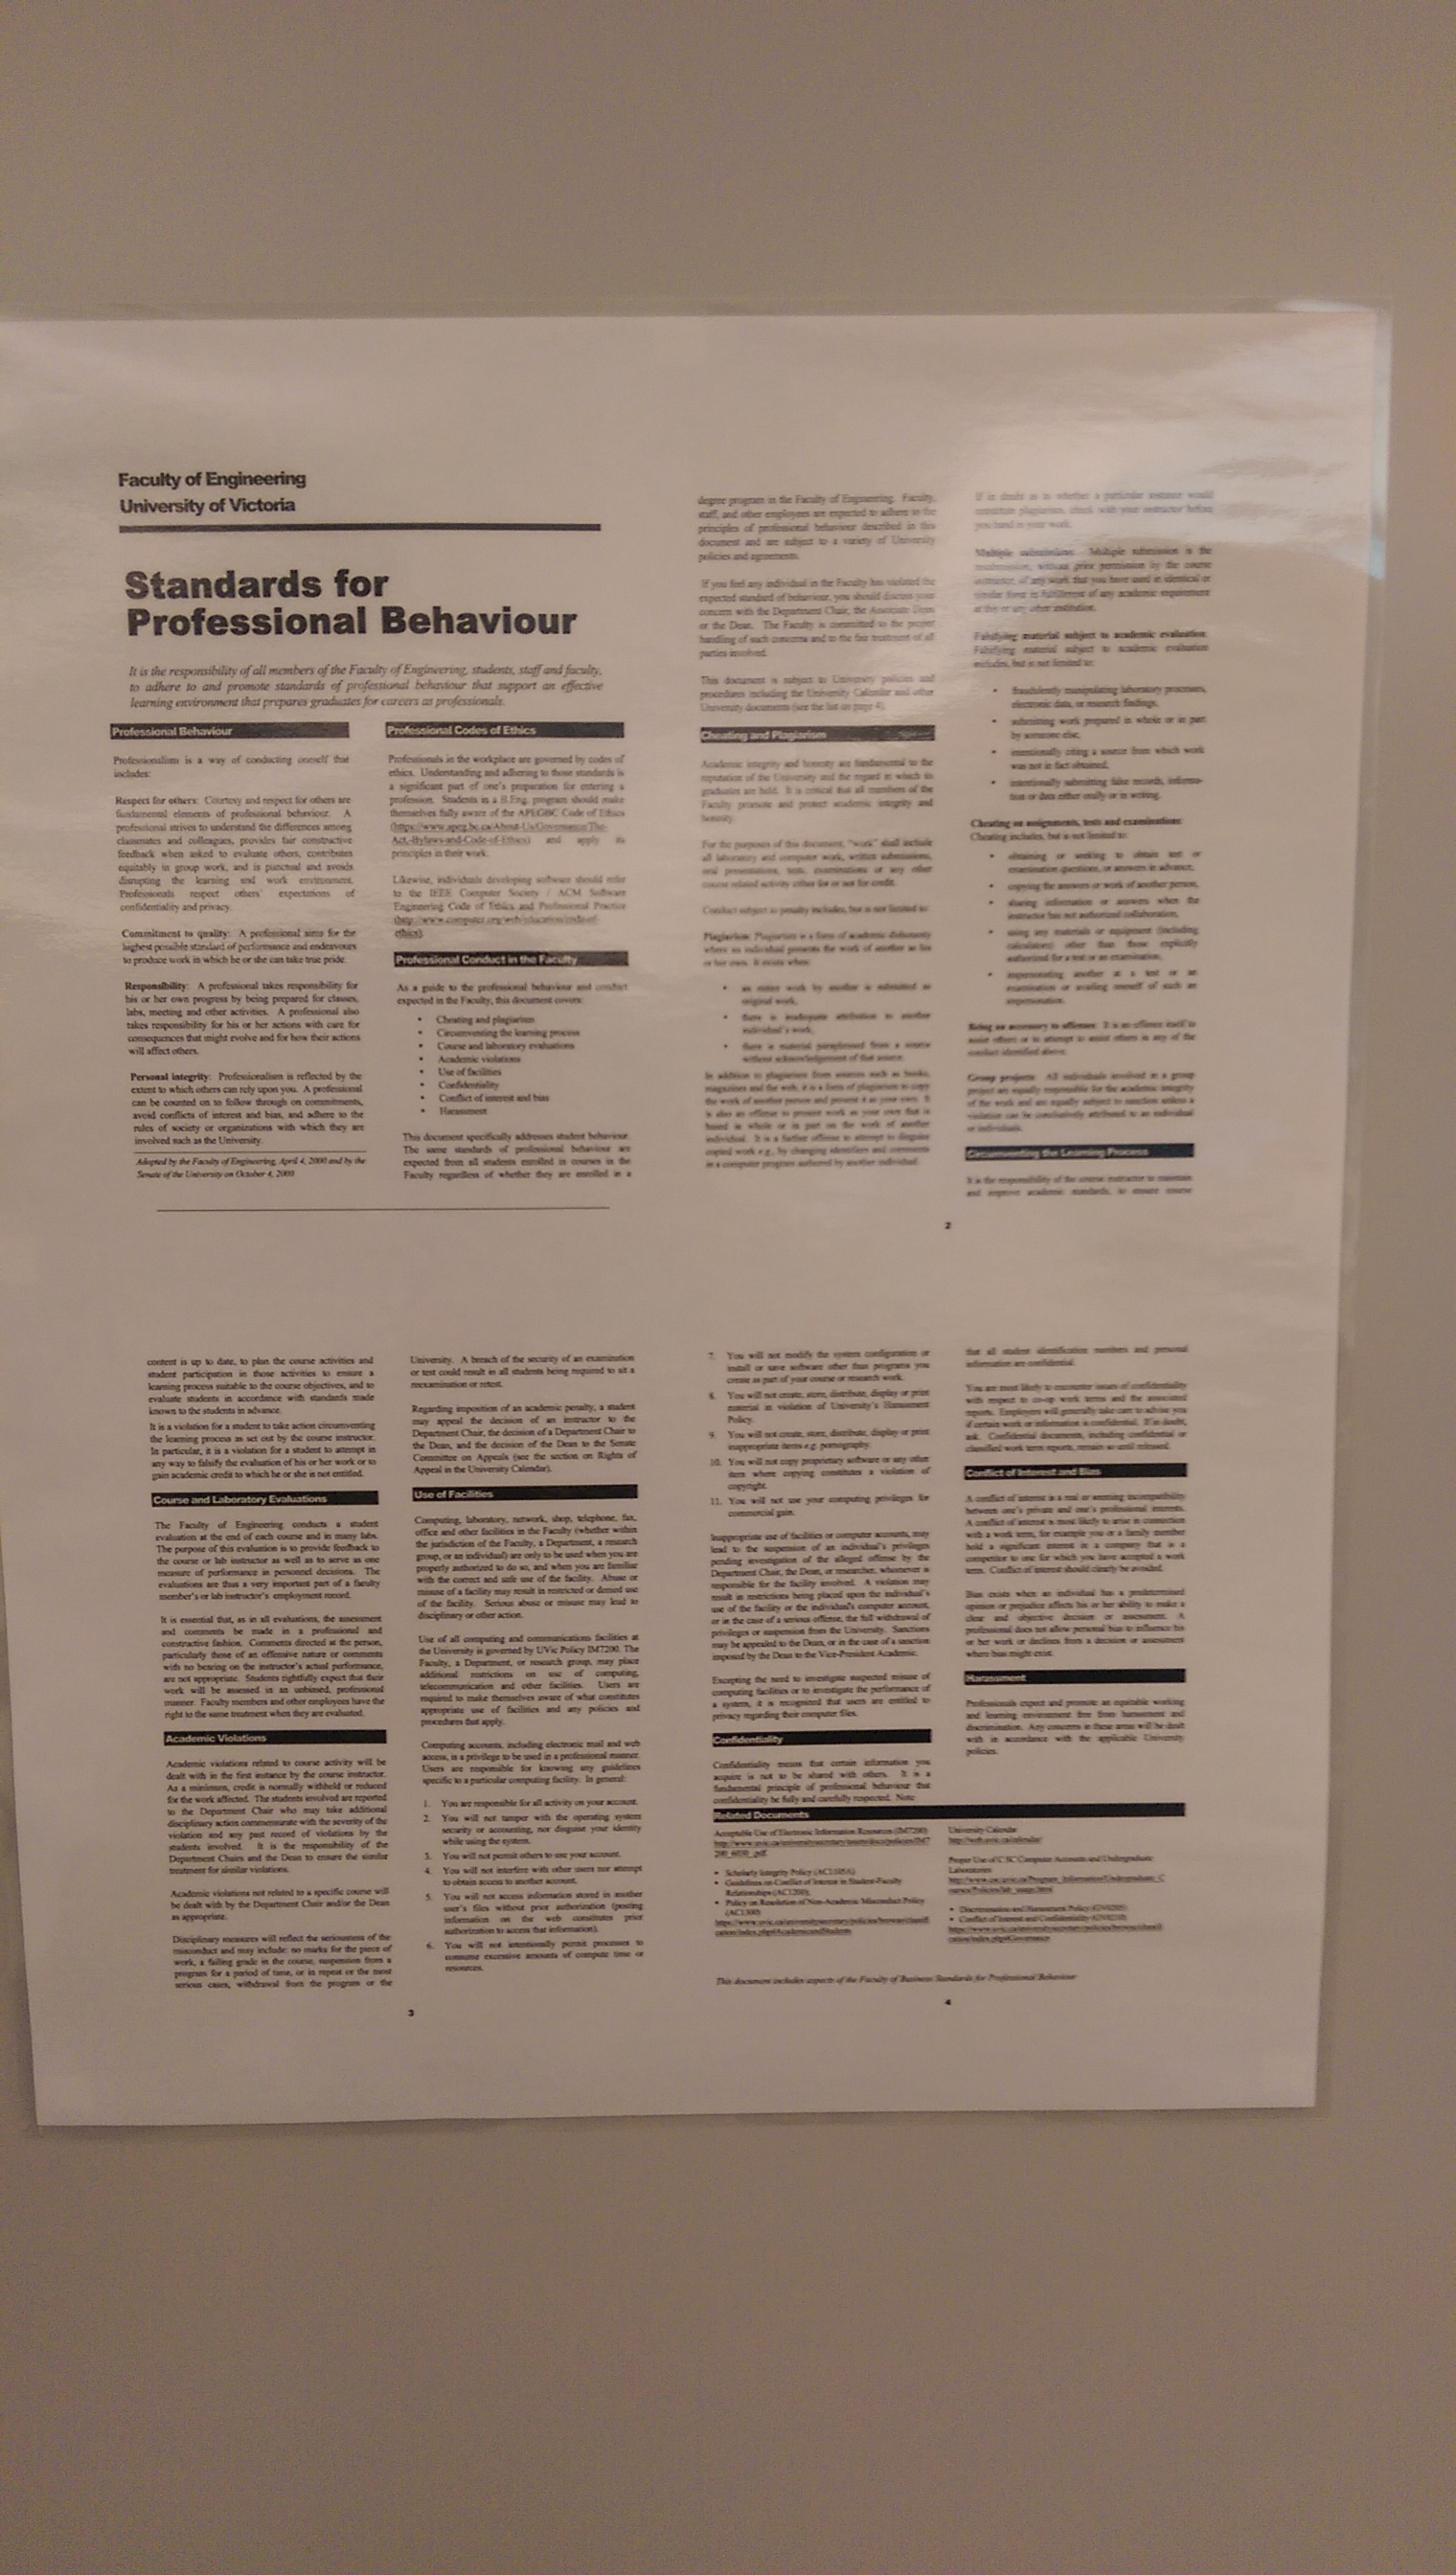 Faculty of Engineering
University of Victoria
Standards for
Professional Behaviour
It is the responsibility of all members of the Faculty of Engineering, students, staff and faculty,
to adhere to and promote standards of professional behaviour that support an effective
learning environment that prepares graduates for careers as professionals.
Professional Behaviour
Professionalism is a way of conducting oneself that
includes:
Respect for others: Courtesy and respect for others are
fundamental elements of professional behaviour. A
professional strives to understand the differences among
classmates and colleagues, provides fair constructive
feedback when asked to evaluate others, contributes
equitably in group work, and is punctual and avoids
disrupting the learning and work environment.
Professionals respect others' expectations of
confidentiality and privacy.
Commitment to quality: A professional aims for the
highest possible standard of performance and endeavours
to produce work in which he or she can take true pride.
Responsibility: A professional takes responsibility for
his or her own progress by being prepared for classes,
labs, meeting and other activities. A professional also
takes responsibility for his or her actions with care for
consequences that might evolve and for how their actions
will affect others.
Personal integrity: Professionalism is reflected by the
extent to which others can rely upon you. A professional
can be counted on to follow through on commitments,
avoid conflicts of interest and bias, and adhere to the
rules of society or organizations with which they are
involved such as the University.
Adopted by the Faculty of Engineering, April 4, 2000 and by the
Senate of the University on October 4, 2000
Professional Codes of Ethics
Professionals in the workplace are governed by codes of
ethics. Understanding and adhering to those standards is
a significant part of one's preparation for entering a
profession. Students in a B.Eng. program should make
themselves fully aware of the APEGBC Code of Ethics
(https://www.apeg.bc.ca/About-Us/Governance/The-
Act,-Bylaws-and-Code-of-Ethics) and apply its
principles in their work.
Likewise, individuals developing software should refer
to the IEEE Computer Society / ACM Software
Engineering Code of Ethics and Professional Practice
(http://www.computer.org/web/education/code-of-
ethics).
Professional Conduct in the Faculty
As a guide to the professional behaviour and conduct
expected in the Faculty, this document covers:
• Cheating and plagiarism
• Circumventing the learning process
• Course and laboratory evaluations
• Academic violations
• Use of facilities
• Confidentiality
• Conflict of interest and bias
• Harassment
This document specifically addresses student behaviour.
The same standards of professional behaviour are
expected from all students enrolled in courses in the
Faculty regardless of whether they are enrolled in a
degree program in the Faculty of Engineering. Faculty,
staff, and other employees are expected to adhere to the
principles of professional behaviour described in this
document and are subject to a variety of University
policies and agreements.
If you feel any individual in the Faculty has violated the
expected standard of behaviour, you should discuss your
concern with the Department Chair, the Associate Dean
or the Dean. The Faculty is committed to the proper
handling of such concerns and to the fair treatment of all
parties involved.
This document is subject to University policies and
procedures including the University Calendar and other
University documents (see the list on page 4).
Cheating and Plagiarism
Academic integrity and honesty are fundamental to the
reputation of the University and the regard in which its
graduates are held. It is critical that all members of the
Faculty promote and protect academic integrity and
honesty.
For the purposes of this document, "work" shall include
all laboratory and computer work, written submissions,
oral presentations, tests, examinations or any other
course related activity either for or not for credit.
Conduct subject to penalty includes, but is not limited to:
Plagiarism: Plagiarism is a form of academic dishonesty
where an individual presents the work of another as his
or her own. It exists when:
• an entire work by another is submitted as
original work,
• there is inadequate attribution to another
individual's work,
• there is material paraphrased from a source
without acknowledgement of that source.
In addition to plagiarism from sources such as books,
magazines and the web, it is a form of plagiarism to copy
the work of another person and present it as your own. It
is also an offense to present work as your own that is
based in whole or in part on the work of another
individual. It is a further offense to attempt to disguise
copied work e.g., by changing identifiers and comments
in a computer program authored by another individual.
If in doubt as to whether a particular instance would
constitute plagiarism, check with your instructor before
you hand in your work.
Multiple submissions: Multiple submission is the
resubmission, without prior permission by the course
instructor, of any work that you have used in identical or
similar form in fulfillment of any academic requirement
at this or any other institution.
Falsifying material subject to academic evaluation:
Falsifying material subject to academic evaluation
includes, but is not limited to:
• fraudulently manipulating laboratory processes,
electronic data, or research findings,
• submitting work prepared in whole or in part
by someone else,
• intentionally citing a source from which work
was not in fact obtained,
• intentionally submitting false records, informa-
tion or data either orally or in writing.
Cheating on assignments, tests and examinations:
Cheating includes, but is not limited to:
• obtaining or seeking to obtain test or
examination questions, or answers in advance,
• copying the answers or work of another person,
• sharing information or answers when the
instructor has not authorized collaboration,
• using any materials or equipment (including
calculators) other than those explicitly
authorized for a test or an examination,
• impersonating another at a test or an
examination or availing oneself of such an
impersonation.
Being an accessory to offenses: It is an offense itself to
assist others or to attempt to assist others in any of the
conduct identified above.
Group projects: All individuals involved in a group
project are equally responsible for the academic integrity
of the work and are equally subject to sanction unless a
violation can be conclusively attributed to an individual
or individuals.
Circumventing the Learning Process
It is the responsibility of the course instructor to maintain
and improve academic standards, to ensure course
2
content is up to date, to plan the course activities and
student participation in those activities to ensure a
learning process suitable to the course objectives, and to
evaluate students in accordance with standards made
known to the students in advance.
It is a violation for a student to take action circumventing
the learning process as set out by the course instructor.
In particular, it is a violation for a student to attempt in
any way to falsify the evaluation of his or her work or to
gain academic credit to which he or she is not entitled.
Course and Laboratory Evaluations
The Faculty of Engineering conducts a student
evaluation at the end of each course and in many labs.
The purpose of this evaluation is to provide feedback to
the course or lab instructor as well as to serve as one
measure of performance in personnel decisions. The
evaluations are thus a very important part of a faculty
member's or lab instructor's employment record.
It is essential that, as in all evaluations, the assessment
and comments be made in a professional and
constructive fashion. Comments directed at the person,
particularly those of an offensive nature or comments
with no bearing on the instructor's actual performance,
are not appropriate. Students rightfully expect that their
work will be assessed in an unbiased, professional
manner. Faculty members and other employees have the
right to the same treatment when they are evaluated.
Academic Violations
Academic violations related to course activity will be
dealt with in the first instance by the course instructor.
As a minimum, credit is normally withheld or reduced
for the work affected. The students involved are reported
to the Department Chair who may take additional
disciplinary action commensurate with the severity of the
violation and any past record of violations by the
students involved. It is the responsibility of the
Department Chairs and the Dean to ensure the similar
treatment for similar violations.
Academic violations not related to a specific course will
be dealt with by the Department Chair and/or the Dean
as appropriate.
Disciplinary measures will reflect the seriousness of the
misconduct and may include: no marks for the piece of
work, a failing grade in the course, suspension from a
program for a period of time, or in repeat or the most
serious cases, withdrawal from the program or the
3
University. A breach of the security of an examination
or test could result in all students being required to sit a
reexamination or retest.
Regarding imposition of an academic penalty, a student
may appeal the decision of an instructor to the
Department Chair, the decision of a Department Chair to
the Dean, and the decision of the Dean to the Senate
Committee on Appeals (see the section on Rights of
Appeal in the University Calendar).
Use of Facilities
Computing, laboratory, network, shop, telephone, fax,
office and other facilities in the Faculty (whether within
the jurisdiction of the Faculty, a Department, a research
group, or an individual) are only to be used when you are
properly authorized to do so, and when you are familiar
with the correct and safe use of the facility. Abuse or
misuse of a facility may result in restricted or denied use
of the facility. Serious abuse or misuse may lead to
disciplinary or other action.
Use of all computing and communications facilities at
the University is governed by UVic Policy IM7200. The
Faculty, a Department, or research group, may place
additional restrictions on use of computing,
telecommunication and other facilities. Users are
required to make themselves aware of what constitutes
appropriate use of facilities and any policies and
procedures that apply.
Computing accounts, including electronic mail and web
access, is a privilege to be used in a professional manner.
Users are responsible for knowing any guidelines
specific to a particular computing facility. In general:
1. You are responsible for all activity on your account.
2. You will not tamper with the operating system
security or accounting, nor disguise your identity
while using the system.
3. You will not permit others to use your account.
4. You will not interfere with other users nor attempt
to obtain access to another account.
5. You will not access information stored in another
user's files without prior authorization (posting
information on the web constitutes prior
authorization to access that information).
6. You will not intentionally permit processes to
consume excessive amounts of compute time or
resources.
7. You will not modify the system configuration or
install or save software other than programs you
create as part of your course or research work.
8. You will not create, store, distribute, display or print
material in violation of University's Harassment
Policy.
9. You will not create, store, distribute, display or print
inappropriate items e.g. pornography.
10. You will not copy proprietary software or any other
item where copying constitutes a violation of
copyright.
11. You will not use your computing privileges for
commercial gain.
Inappropriate use of facilities or computer accounts, may
lead to the suspension of an individual's privileges
pending investigation of the alleged offense by the
Department Chair, the Dean, or researcher, whomever is
responsible for the facility involved. A violation may
result in restrictions being placed upon the individual's
use of the facility or the individual's computer account,
or in the case of a serious offense, the full withdrawal of
privileges or suspension from the University. Sanctions
may be appealed to the Dean, or in the case of a sanction
imposed by the Dean to the Vice-President Academic.
Excepting the need to investigate suspected misuse of
computing facilities or to investigate the performance of
a system, it is recognized that users are entitled to
privacy regarding their computer files.
Confidentiality
Confidentiality means that certain information you
acquire is not to be shared with others. It is a
fundamental principle of professional behaviour that
confidentiality be fully and carefully respected. Note
that all student identification numbers and personal
information are confidential.
You are most likely to encounter issues of confidentiality
with respect to co-op work terms and the associated
reports. Employers will generally take care to advise you
if certain work or information is confidential. If in doubt,
ask. Confidential documents, including confidential or
classified work term reports, remain so until released.
Conflict of Interest and Bias
A conflict of interest is a real or seeming incompatibility
between one's private and one's professional interests.
A conflict of interest is most likely to arise in connection
with a work term, for example you or a family member
hold a significant interest in a company that is a
competitor to one for which you have accepted a work
term. Conflict of interest should clearly be avoided.
Bias exists when an individual has a predetermined
opinion or prejudice affects his or her ability to make a
clear and objective decision or assessment. A
professional does not allow personal bias to influence his
or her work or declines from a decision or assessment
where bias might exist.
Harassment
Professionals expect and promote an equitable working
and learning environment free from harassment and
discrimination. Any concerns in these areas will be dealt
with in accordance with the applicable University
policies.
Related Documents
Acceptable Use of Electronic Information Resources (IM7200)
• Scholarly Integrity Policy (AC1105A)
• Guidelines on Conflict of Interest in Student-Faculty
Relationships (AC1200),
• Policy on Resolution of Non-Academic Misconduct Policy
(AC1300)
University Calendar
http://web.uvic.ca/calendar/
Proper Use of CSC Computer Accounts and Undergraduate
Laboratories
• Discrimination and Harassment Policy (GV0205)
• Conflict of Interest and Confidentiality (GV0210)
This document includes aspects of the Faculty of Business Standards for Professional Behaviour
4